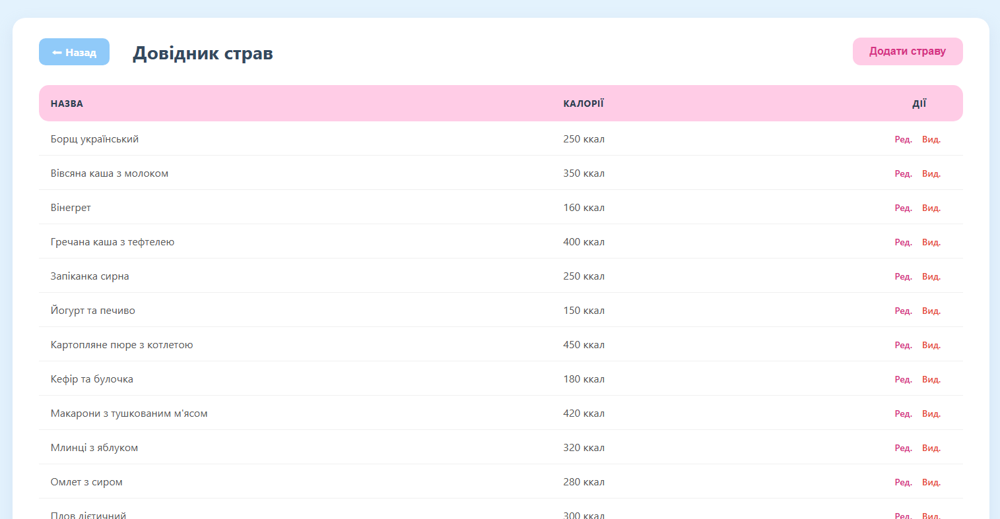 ⬅ Назад Довідник страв Додати страву
НАЗВА КАЛОРІЇ ДІЇ
Борщ український 250 ккал Ред. Вид.
Вівсяна каша з молоком 350 ккал Ред. Вид.
Вінегрет 160 ккал Ред. Вид.
Гречана каша з тефтелею 400 ккал Ред. Вид.
Запіканка сирна 250 ккал Ред. Вид.
Йогурт та печиво 150 ккал Ред. Вид.
Картопляне пюре з котлетою 450 ккал Ред. Вид.
Кефір та булочка 180 ккал Ред. Вид.
Макарони з тушкованим м'ясом 420 ккал Ред. Вид.
Млинці з яблуком 320 ккал Ред. Вид.
Омлет з сиром 280 ккал Ред. Вид.
Плов дієтичний 300 ккал Ред. Вид.